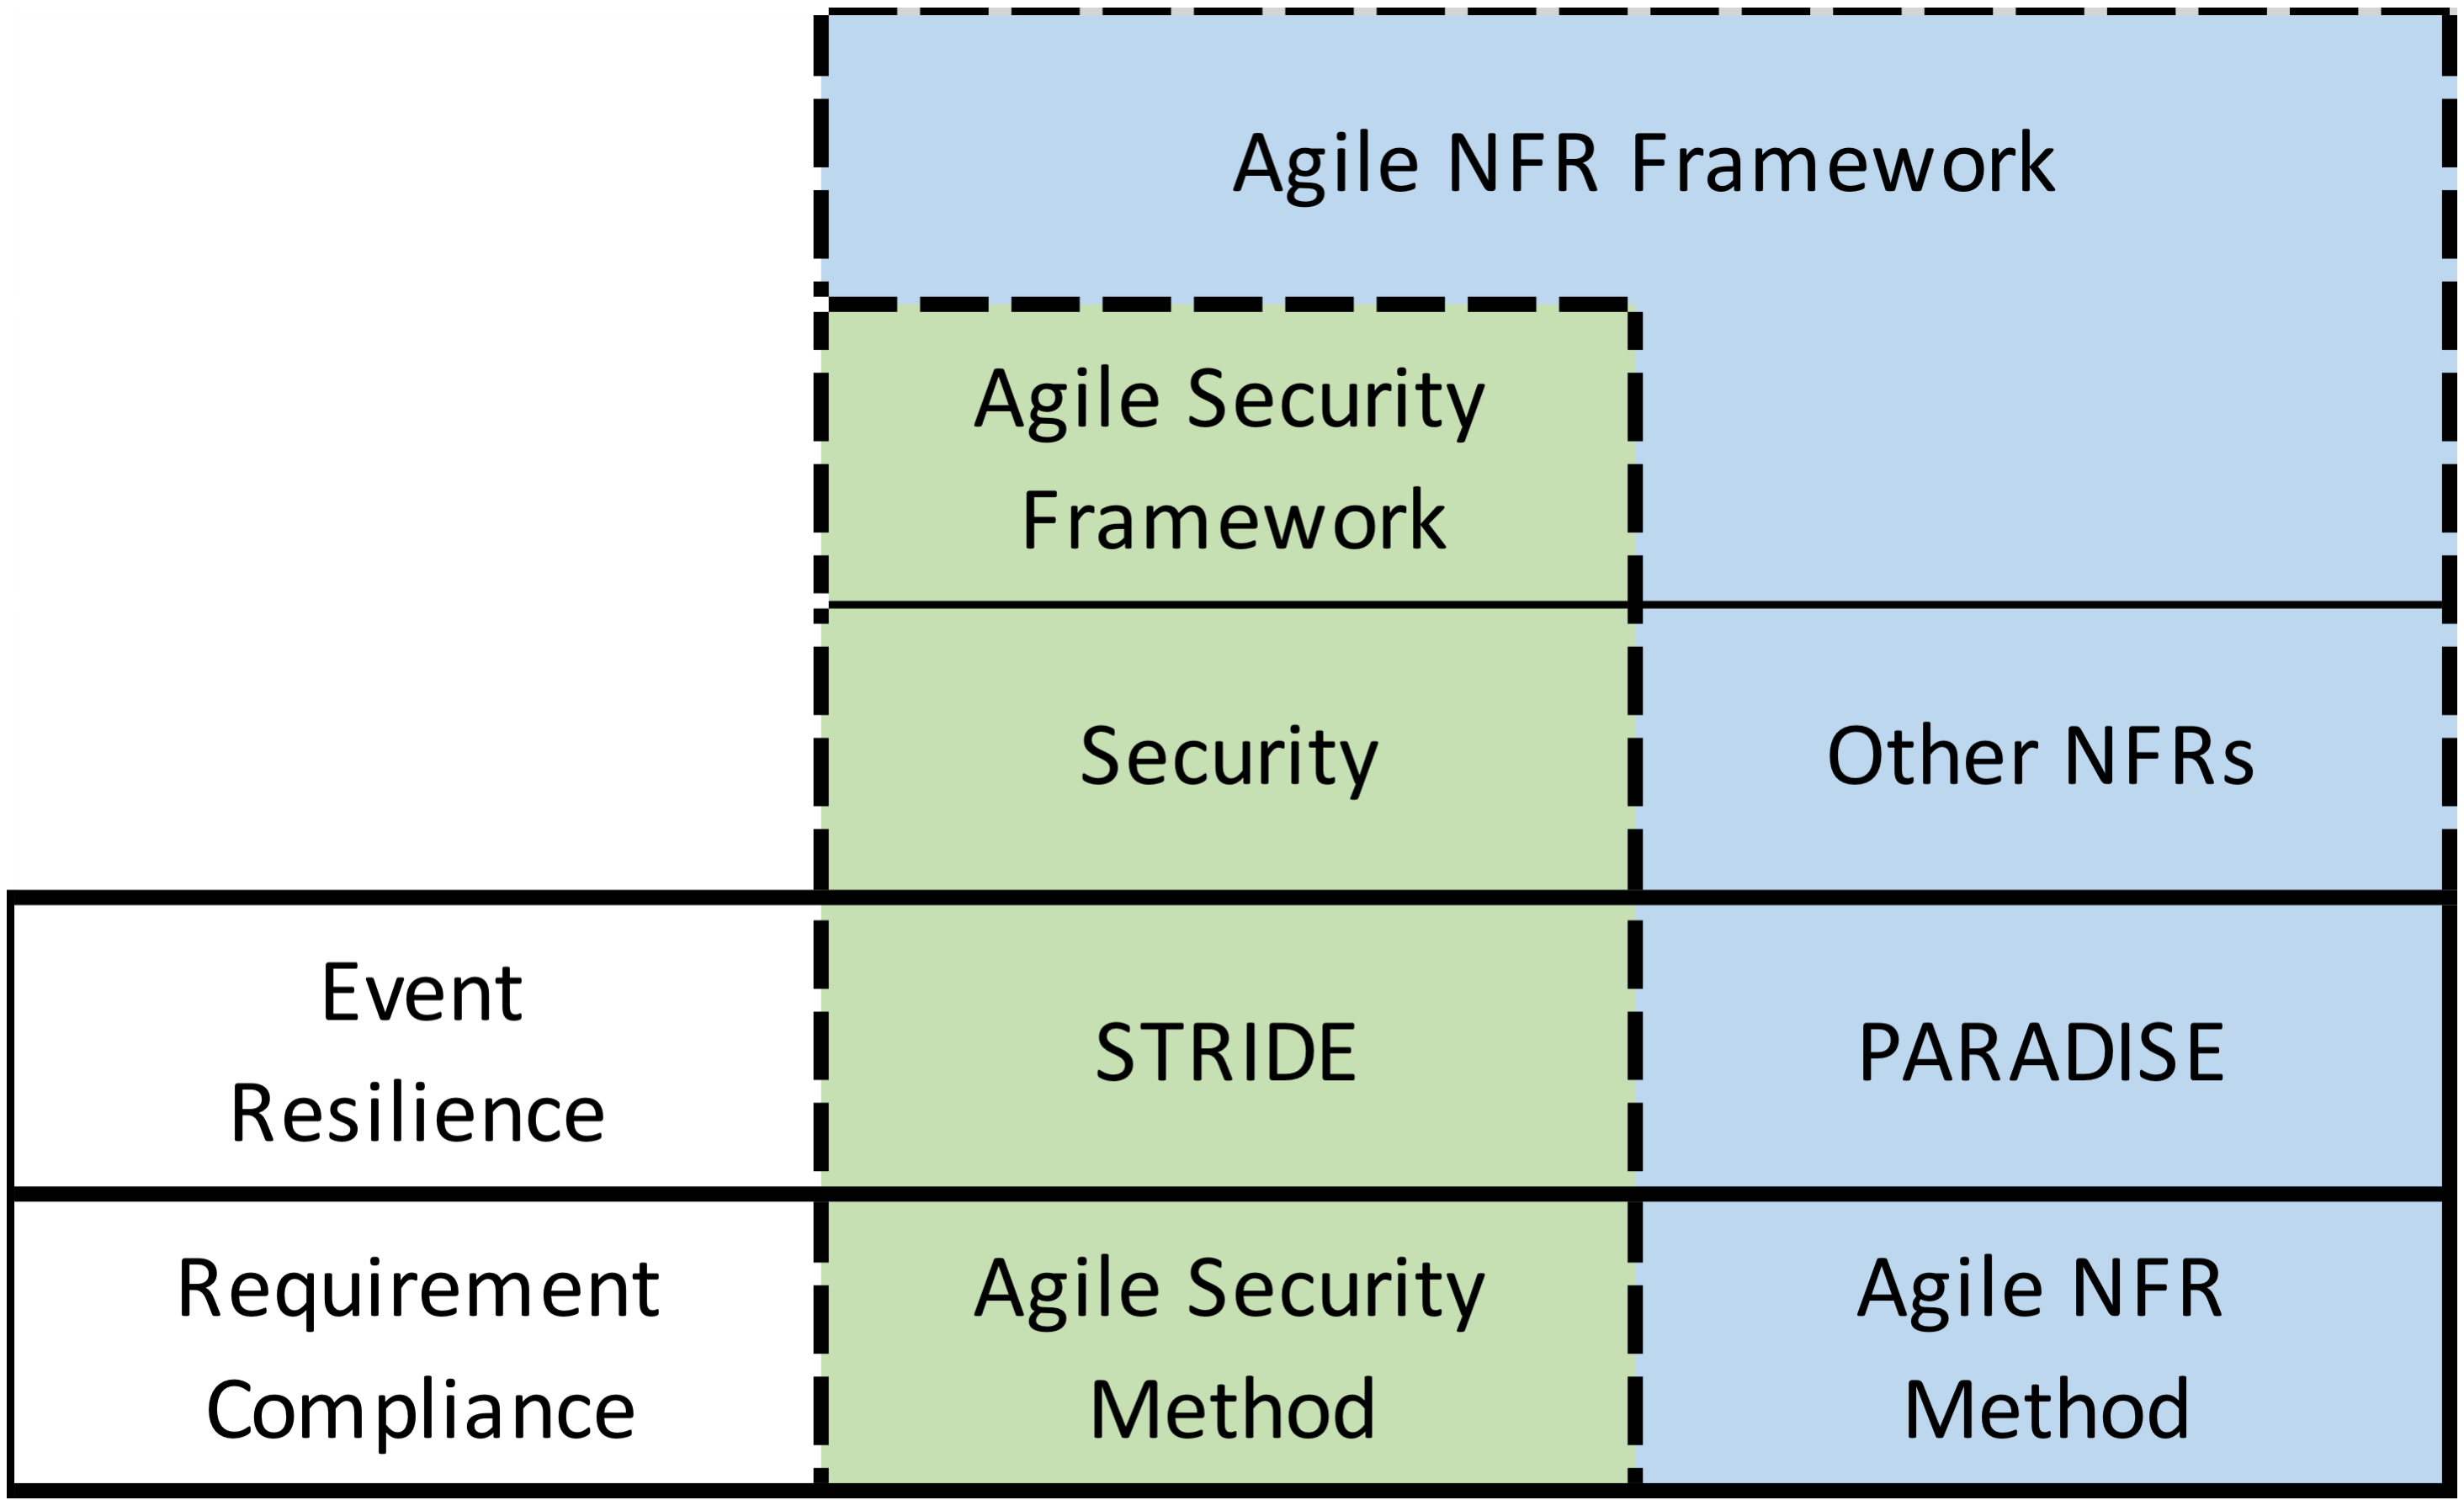 Agile NFR Framework
Agile Security
Framework
Security
Other NFRs
Event
Resilience
STRIDE
PARADISE
Requirement
Compliance
Agile Security
Method
Agile NFR
Method